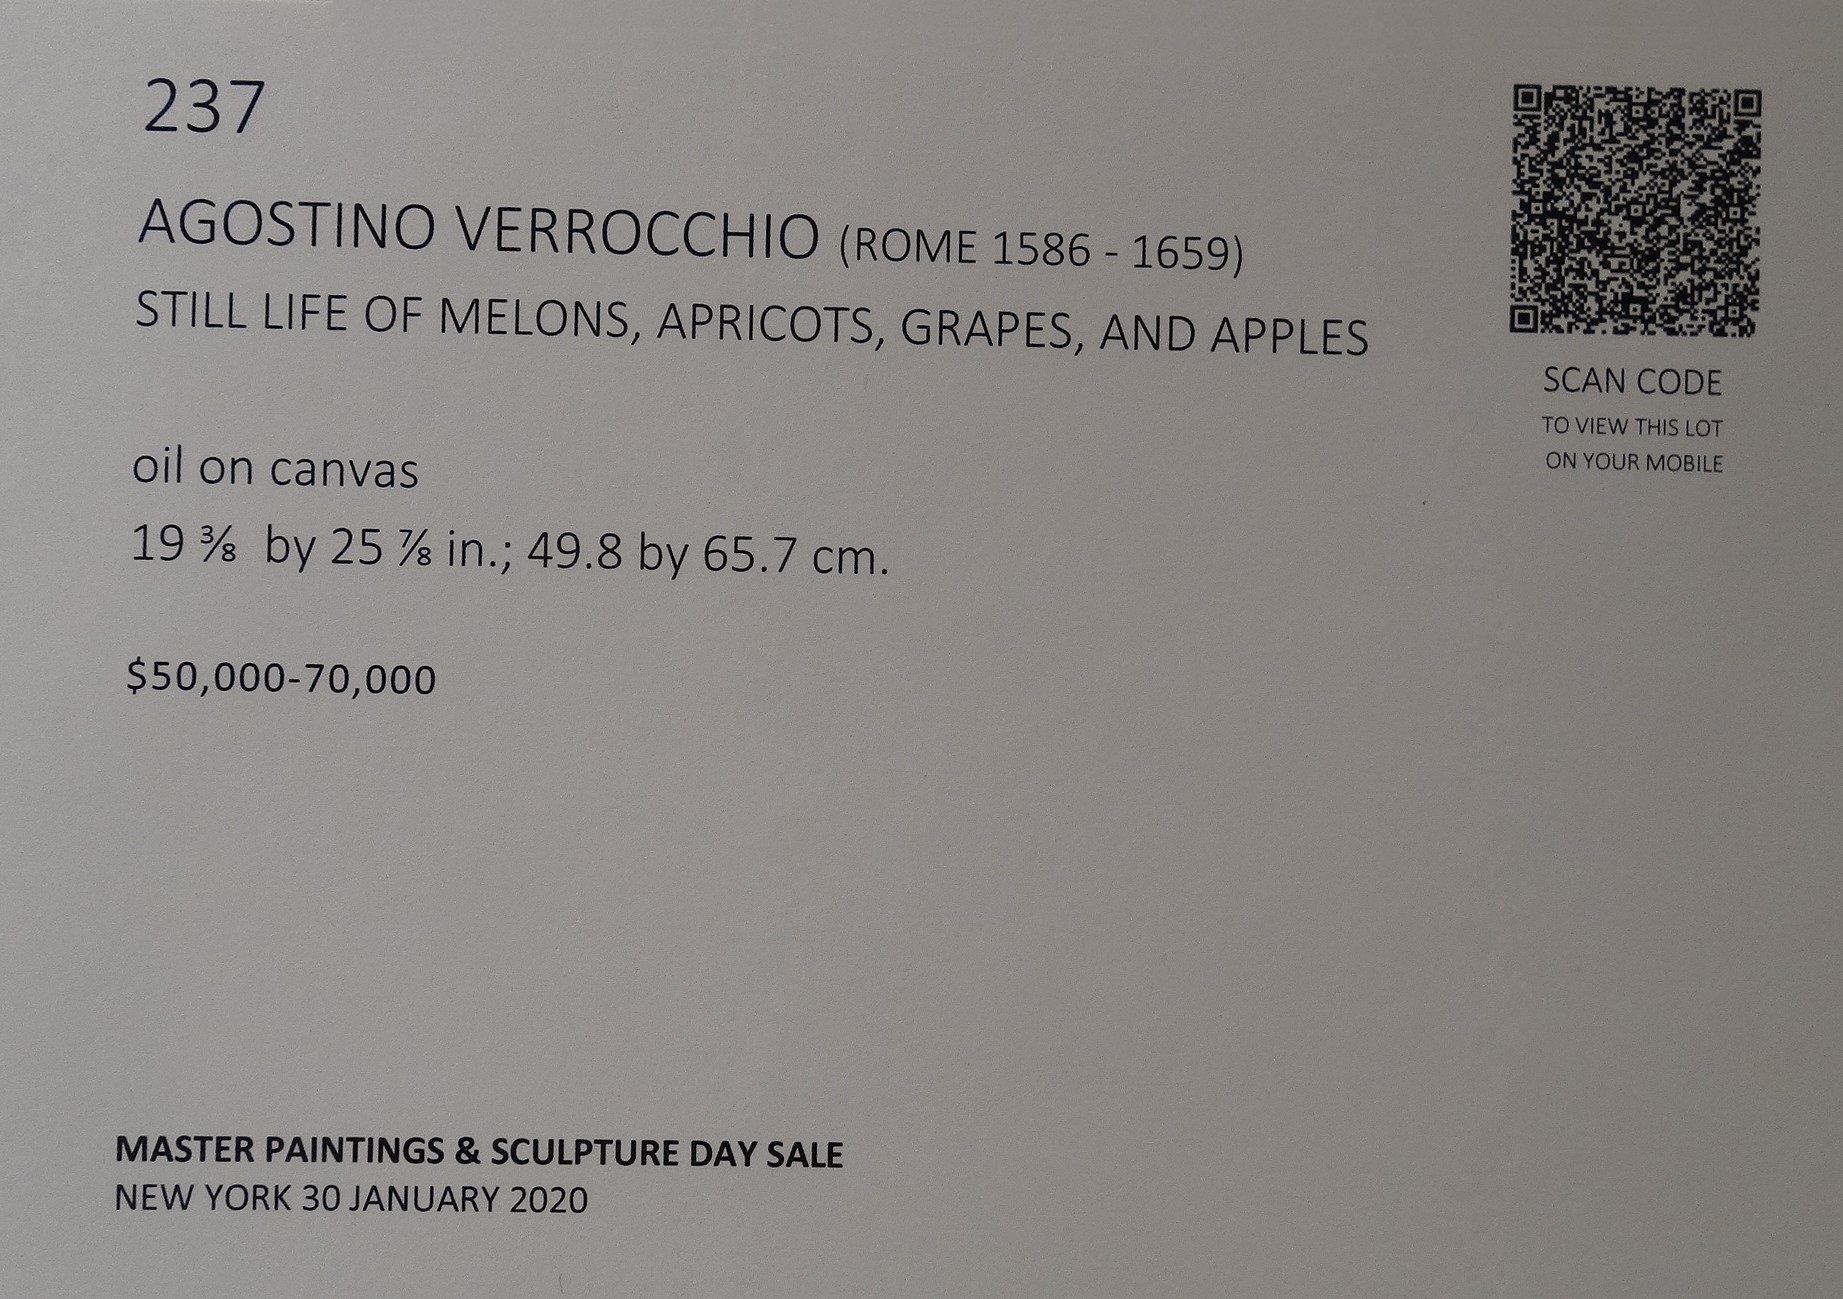 237
AGOSTINO VERROCCHIO (ROME 1586 - 1659)
STILL LIFE OF MELONS, APRICOTS, GRAPES, AND APPLES
SCAN CODE
TO VIEW THIS LOT
ON YOUR MOBILE
oil on canvas
19 ⅜ by 25 ⅞ in.; 49.8 by 65.7 cm.
$50,000-70,000
MASTER PAINTINGS & SCULPTURE DAY SALE
NEW YORK 30 JANUARY 2020